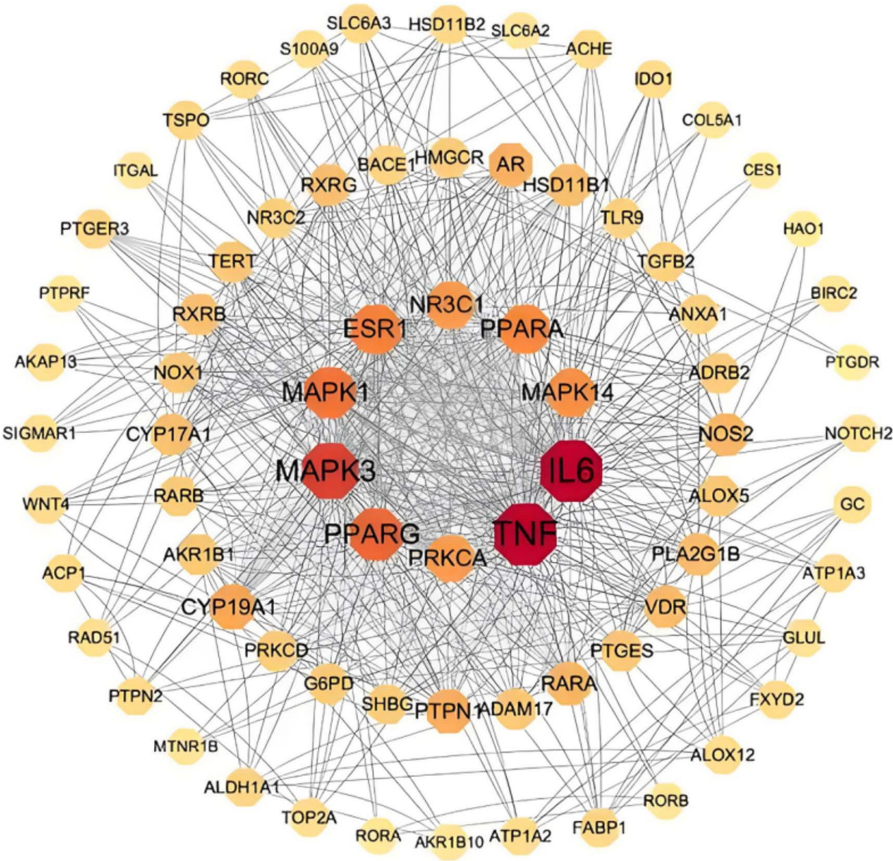 SLC6A3
HSD11B2
SLC6A2
S100A9
ACHE
RORC
IDO1
TSPO
COL5A1
ITGAL
BACE1
HMGCR
AR
CES1
RXRG
HSD11B1
NR3C2
TLR9
PTGER3
HAO1
TERT
TGFB2
PTPRF
NR3C1
BIRC2
RXRB
ESR1
PPARA
ANXA1
AKAP13
PTGDR
NOX1
ADRB2
MAPK1
MAPK14
SIGMAR1
CYP17A1
NOS2
NOTCH2
MAPK3
IL6
WNT4
RARB
ALOX5
GC
PPARG
TNF
AKR1B1
PRKCA
PLA2G1B
ACP1
ATP1A3
CYP19A1
VDR
RAD51
GLUL
PRKCD
PTGES
G6PD
RARA
PTPN2
SHBG
PTPN1
ADAM17
FXYD2
MTNR1B
ALOX12
ALDH1A1
RORB
TOP2A
FABP1
RORA
AKR1B10
ATP1A2